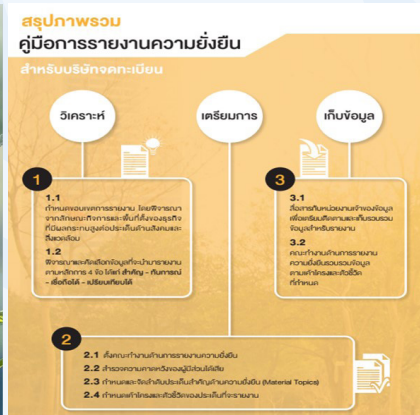 สรุปภาพรวม
คู่มือการรายงานความยั่งยืน
สำหรับบริษัทจดทะเบียน
วิเคราะห์
เตรียมการ
เก็บข้อมูล
1
1.1
กำหนดขอบเขตการรายงาน โดยพิจารณา
จากลักษณะกิจการและพื้นที่ตั้งของธุรกิจ
ที่มีผลกระทบสูงต่อประเด็นด้านสังคมและ
สิ่งแวดล้อม
1.2
พิจารณาและคัดเลือกข้อมูลที่จะนำมารายงาน
ตามหลักการ 4 ข้อ ได้แก่ สำคัญ - ทันการณ์
- เชื่อถือได้ - เปรียบเทียบได้
3
3.1
สื่อสารกับหน่วยงานเจ้าของข้อมูล
เพื่อเตรียมติดตามและเก็บรวบรวม
ข้อมูลสำหรับรายงาน
3.2
คณะทำงานด้านการรายงาน
ความยั่งยืนรวบรวมข้อมูล
ตามเค้าโครงและตัวชี้วัด
ที่กำหนด
2
2.1 ตั้งคณะทำงานด้านการรายงานความยั่งยืน
2.2 สำรวจความคาดหวังของผู้มีส่วนได้เสีย
2.3 กำหนดและจัดลำดับประเด็นสำคัญด้านความยั่งยืน (Material Topics)
2.4 กำหนดเค้าโครงและตัวชี้วัดของประเด็นที่จะรายงาน